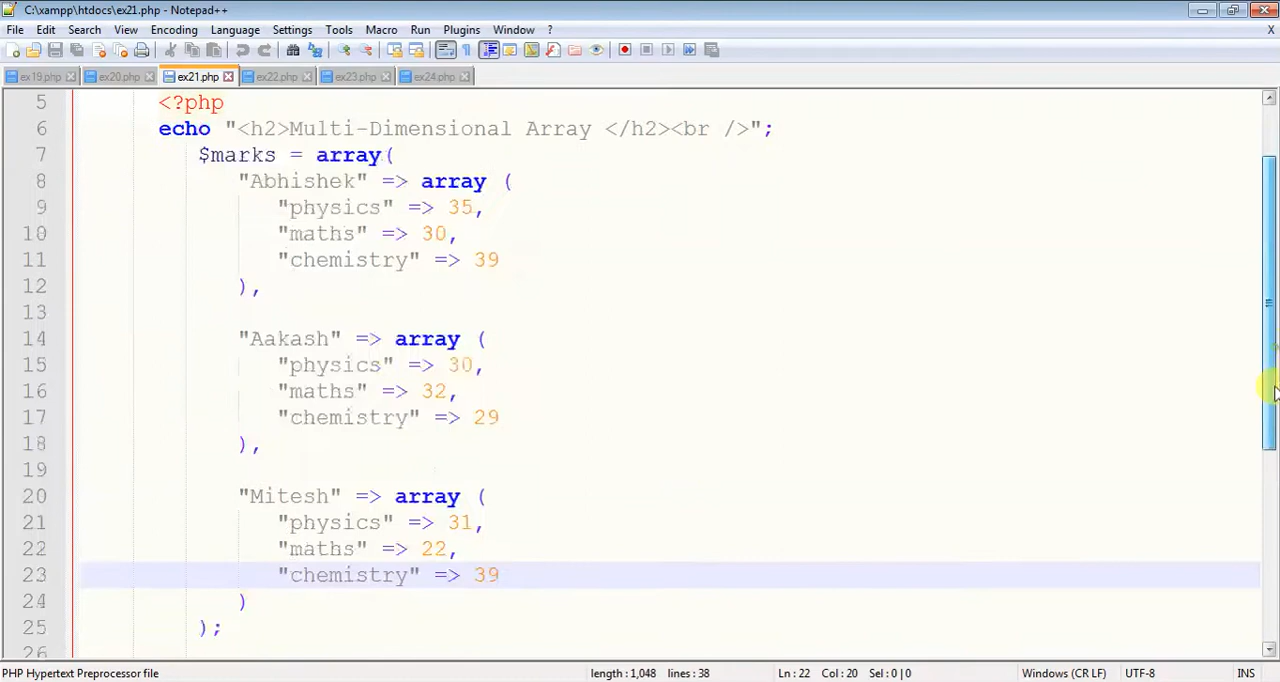 C:\xampp\htdocs\ex21.php - Notepad++
File Edit Search View Encoding Language Settings Tools Macro Run Plugins Window ? X
ex19.php ex20.php ex21.php ex22.php ex23.php ex24.php
5 <?php
6 echo "<h2>Multi-Dimensional Array </h2><br />";
7 $marks = array(
8 "Abhishek" => array (
9 "physics" => 35,
10 "maths" => 30,
11 "chemistry" => 39
12 ),
13
14 "Aakash" => array (
15 "physics" => 30,
16 "maths" => 32,
17 "chemistry" => 29
18 ),
19
20 "Mitesh" => array (
21 "physics" => 31,
22 "maths" => 22,
23 "chemistry" => 39
24 )
25 );
26
PHP Hypertext Preprocessor file length : 1,048 lines : 38 Ln : 22 Col : 20 Sel : 0 | 0 Windows (CR LF) UTF-8 INS